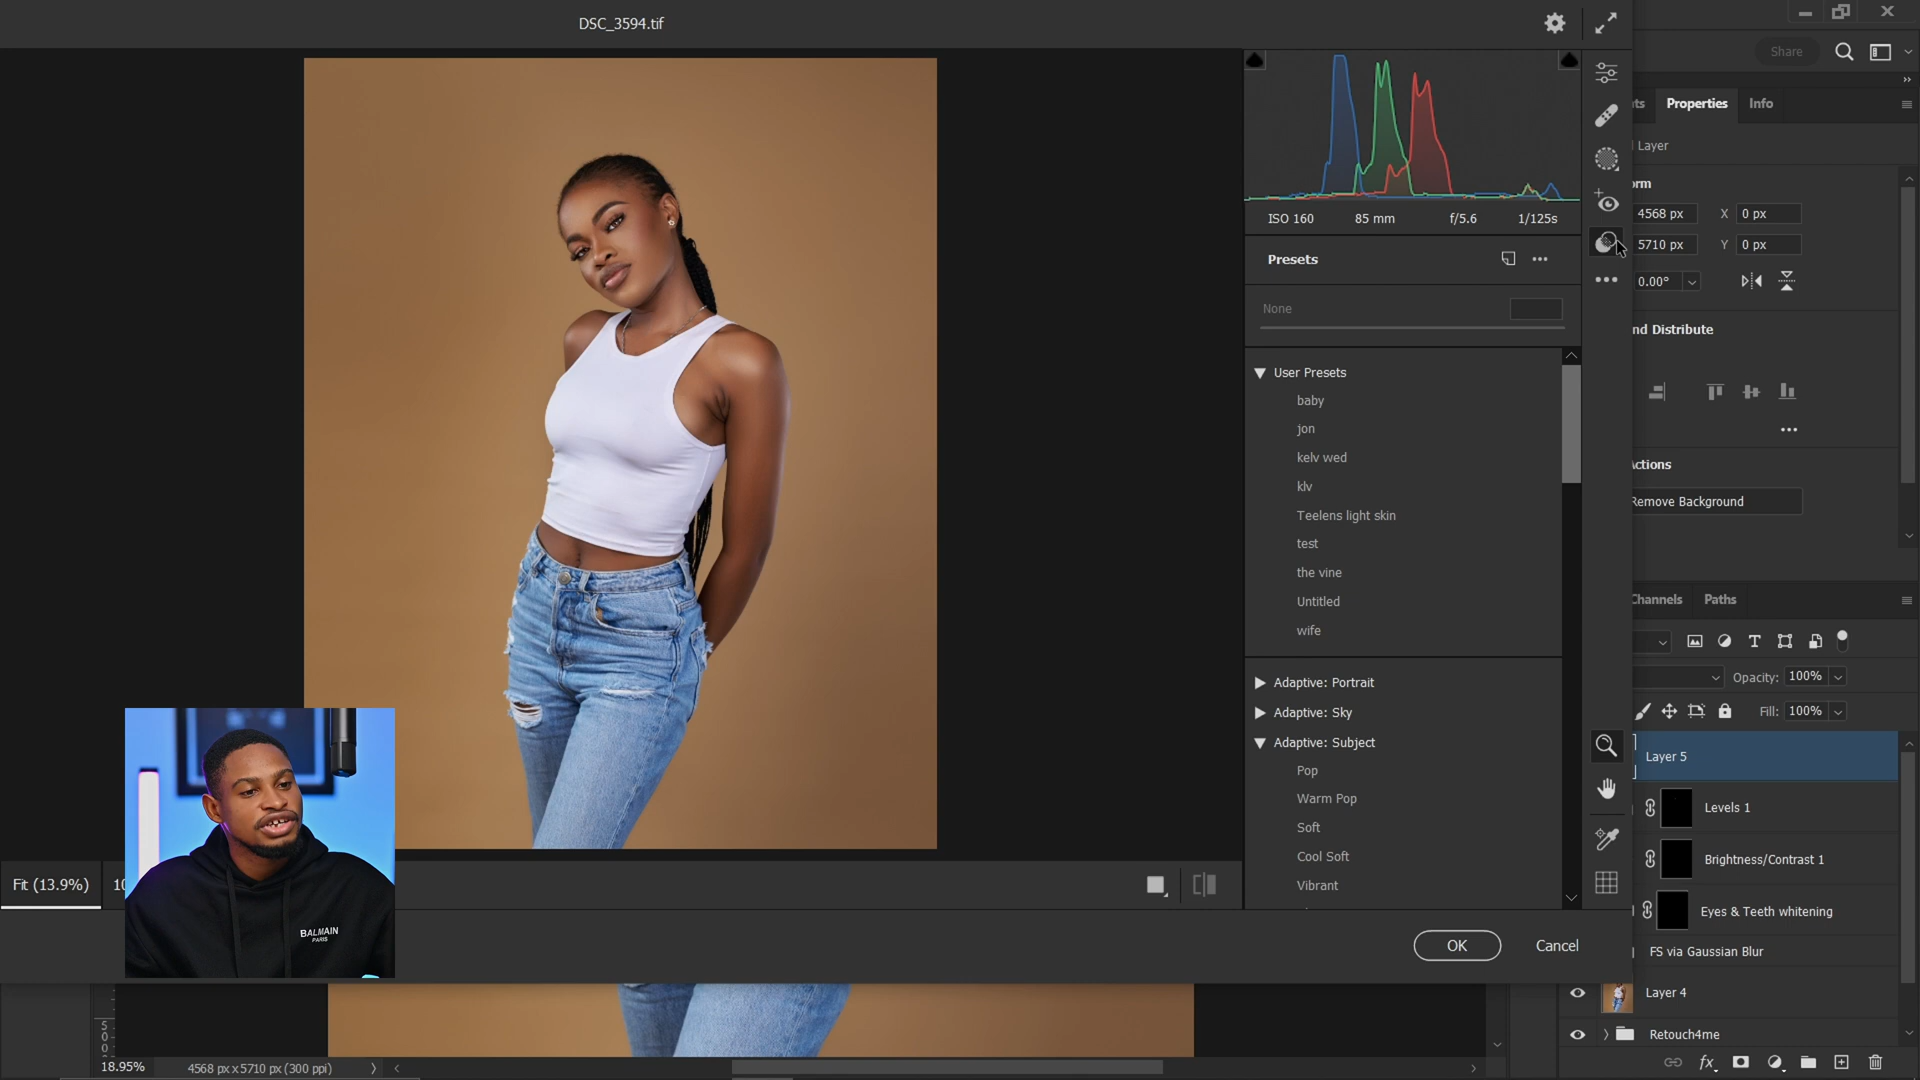 DSC_3594.tif
Share
Properties
Info
Layer
4568 px
X
0 px
5710 px
Y
0 px
0.00°
nd Distribute
Remove Background
ISO 160
85 mm
f/5.6
1/125s
Presets
None
User Presets
baby
jon
kelv wed
klv
Teelens light skin
test
the vine
Untitled
wife
Adaptive: Portrait
Adaptive: Sky
Adaptive: Subject
Pop
Warm Pop
Soft
Cool Soft
Vibrant
Channels
Paths
Opacity:
100%
Fill:
100%
Layer 5
Levels 1
Brightness/Contrast 1
Eyes & Teeth whitening
FS via Gaussian Blur
Layer 4
Retouch4me
Fit (13.9%)
BALMAIN
PARIS
OK
Cancel
18.95%
4568 px x 5710 px (300 ppi)